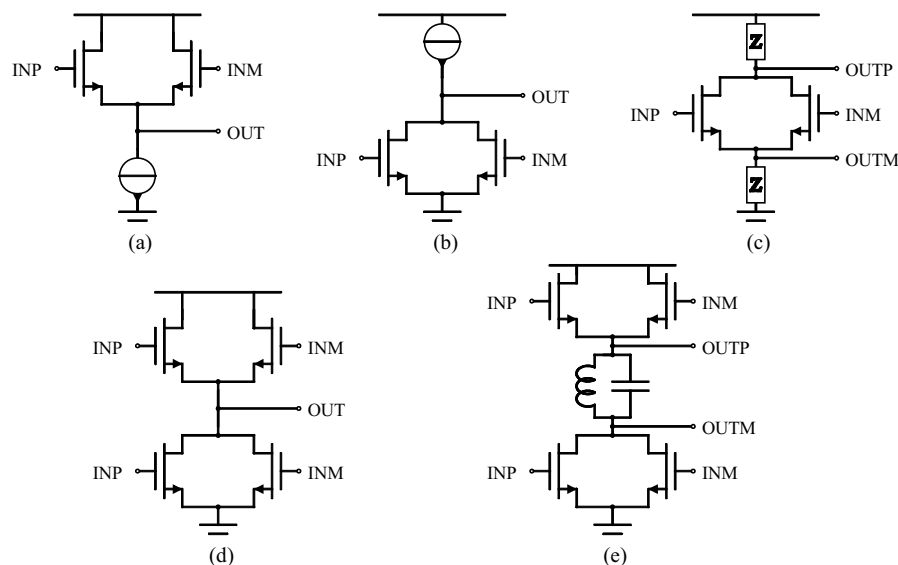 INP
INM
OUT
(a)
OUT
INP
INM
(b)
Z
OUTP
INP
INM
OUTM
Z
(c)
INP
INM
OUT
INP
INM
(d)
INP
INM
OUTP
OUTM
INP
INM
(e)